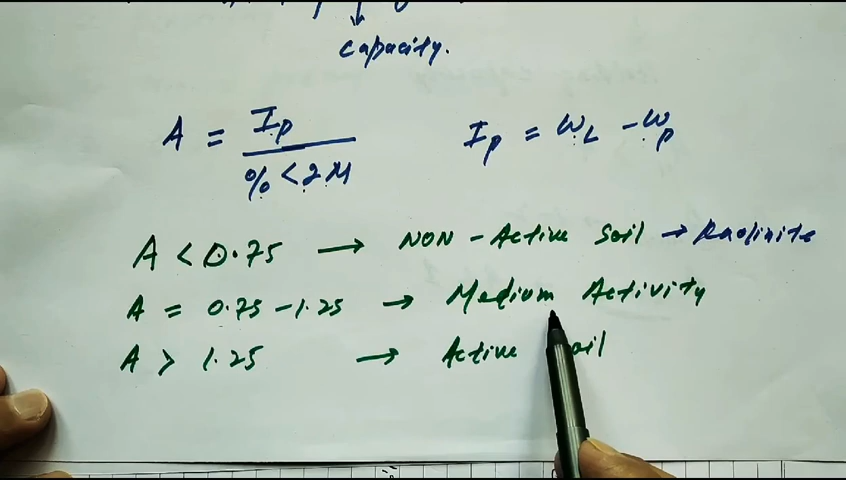 capacity.
A = Ip / % < 2 μ    Ip = WL - Wp
A < 0.75 → NON - Active Soil → Kaolinite
A = 0.75 - 1.25 → Medium Activity
A > 1.25 → Active